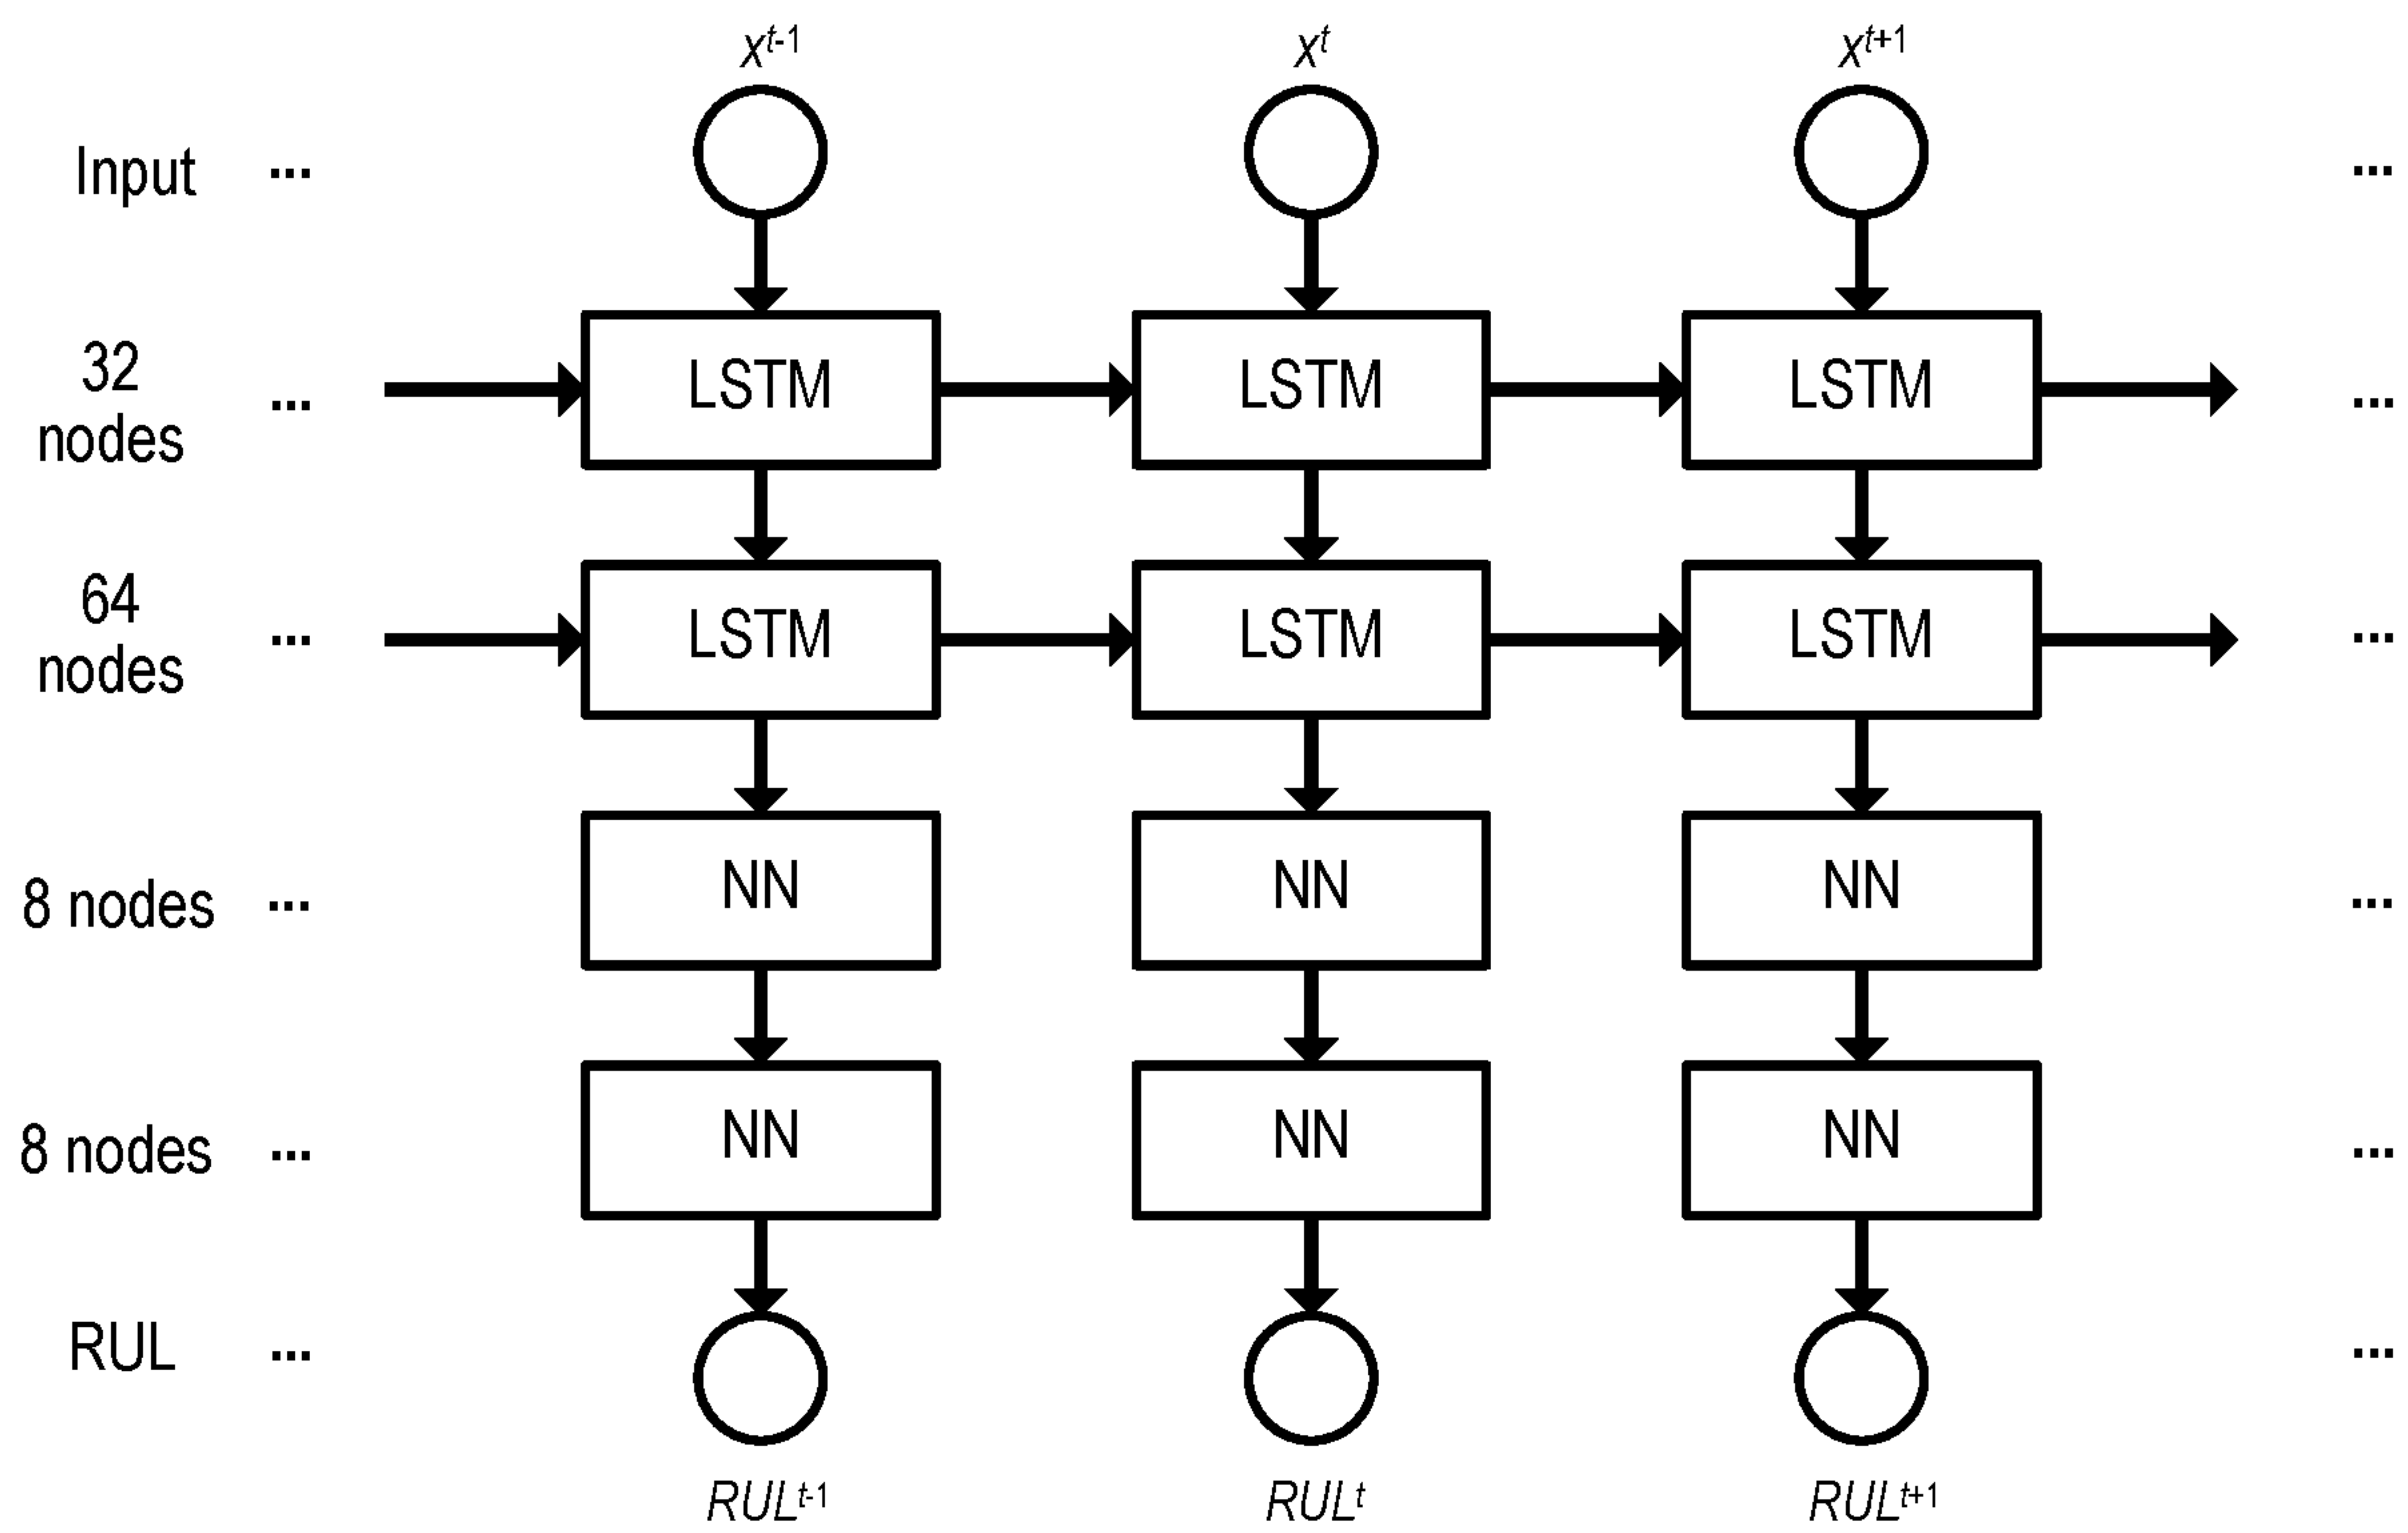 x^{t-1} x^t x^{t+1}
Input ... ...
32
nodes ... LSTM LSTM LSTM ...
64
nodes ... LSTM LSTM LSTM ...
8 nodes ... NN NN NN ...
8 nodes ... NN NN NN ...
RUL ... ...
RUL^{t-1} RUL^t RUL^{t+1}